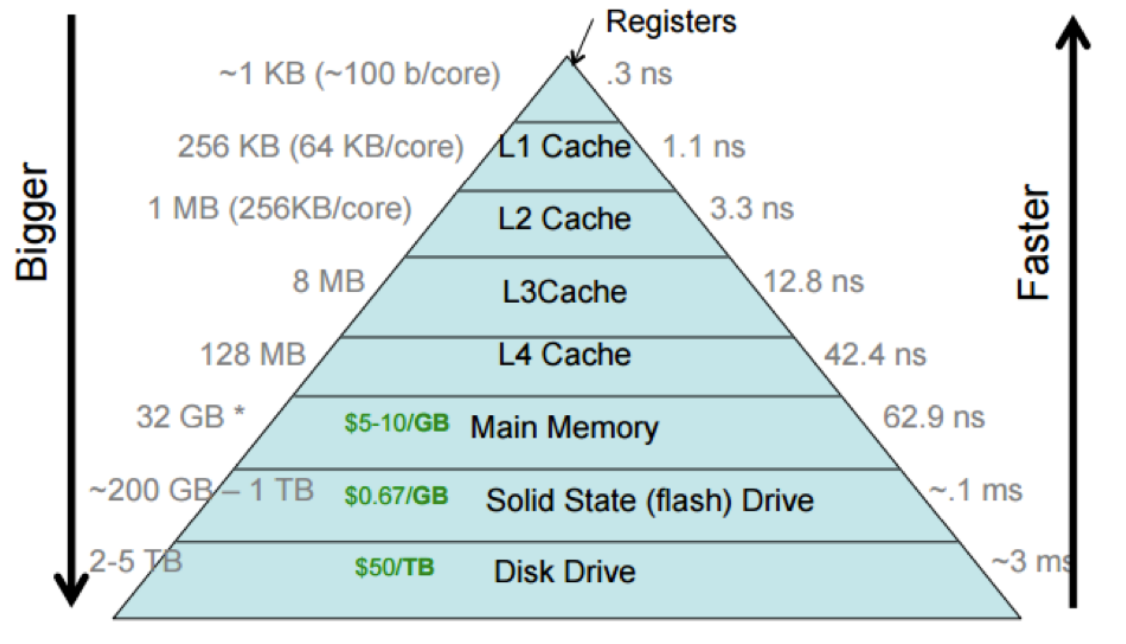 Registers
~1 KB (~100 b/core) .3 ns
256 KB (64 KB/core) L1 Cache 1.1 ns
1 MB (256KB/core) L2 Cache 3.3 ns
8 MB L3Cache 12.8 ns
128 MB L4 Cache 42.4 ns
32 GB * $5-10/GB Main Memory 62.9 ns
~200 GB – 1 TB $0.67/GB Solid State (flash) Drive ~.1 ms
2-5 TB $50/TB Disk Drive ~3 ms
Bigger
Faster